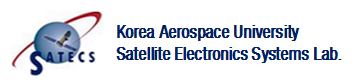 SATECS
Korea Aerospace University
Satellite Electronics Systems Lab.